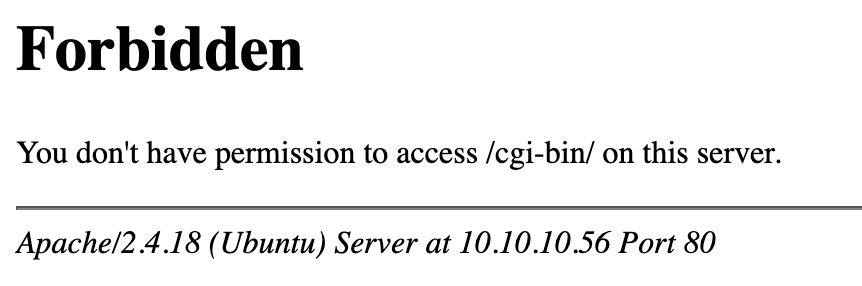 Forbidden
You don't have permission to access /cgi-bin/ on this server.
Apache/2.4.18 (Ubuntu) Server at 10.10.10.56 Port 80